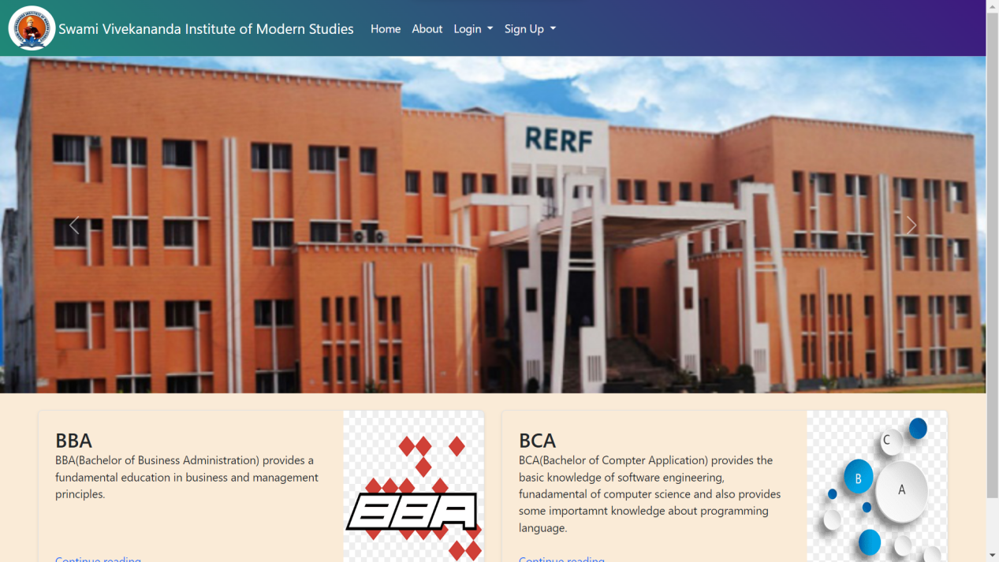 Swami Vivekananda Institute of Modern Studies Home About Login Sign Up
RERF
BBA
BBA(Bachelor of Business Administration) provides a
fundamental education in business and management
principles.
Continue reading
BBA
BCA
BCA(Bachelor of Compter Application) provides the
basic knowledge of software engineering,
funadamental of computer science and also provides
some importamnt knowledge about programming
language.
Continue reading
C
B
A